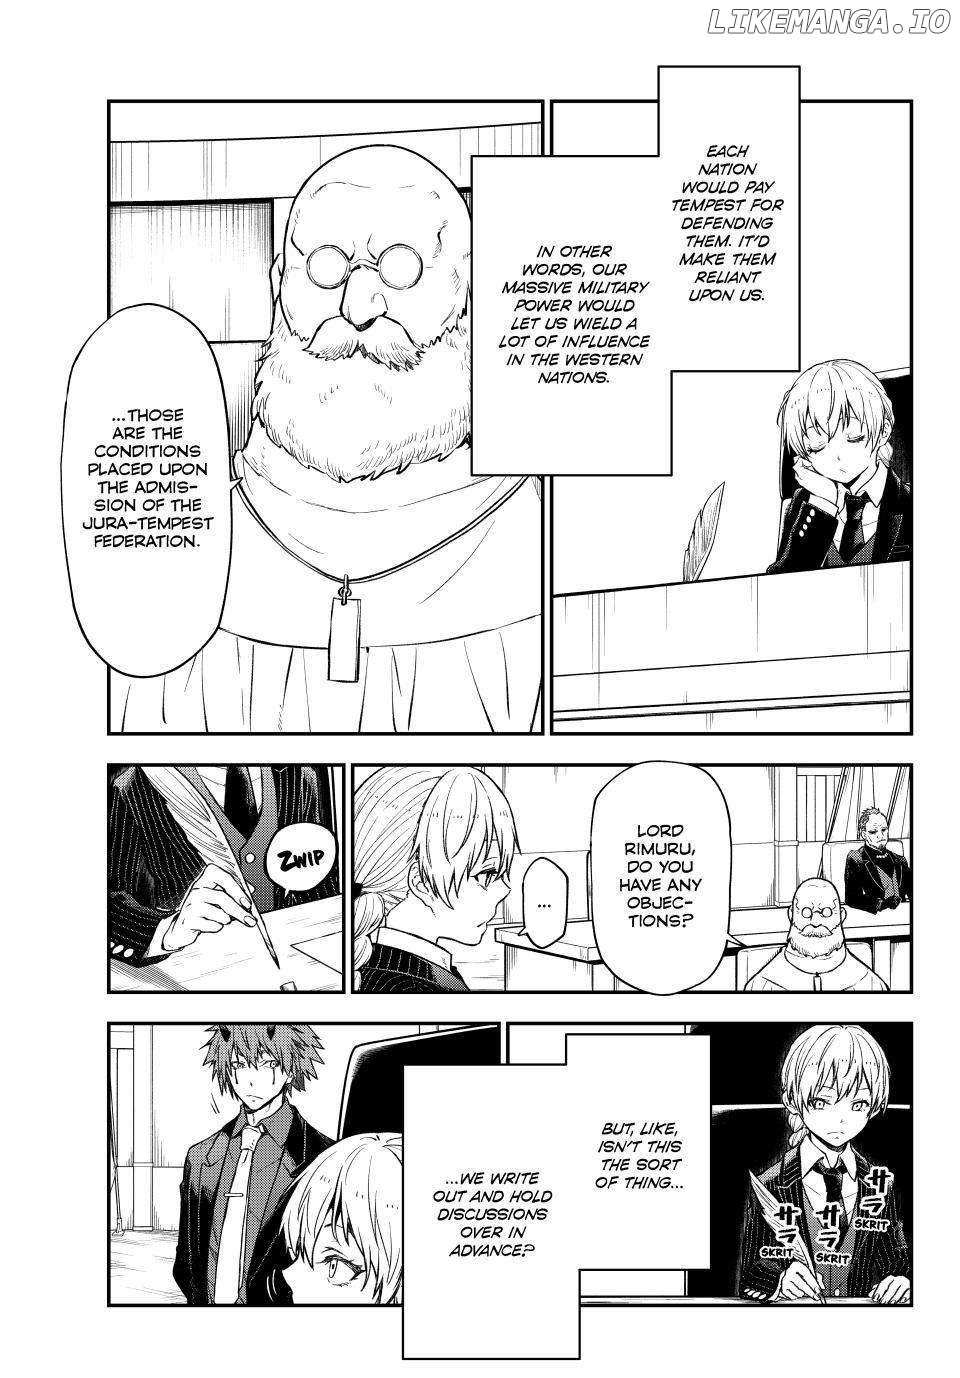 LIKEMANGA.IO
EACH
NATION
WOULD PAY
TEMPEST FOR
DEFENDING
THEM. IT'D
MAKE THEM
RELIANT
UPON US.
IN OTHER
WORDS, OUR
MASSIVE MILITARY
POWER WOULD
LET US WIELD A
LOT OF INFLUENCE
IN THE WESTERN
NATIONS.
...THOSE
ARE THE
CONDITIONS
PLACED UPON
THE ADMIS-
SION OF THE
JURA-TEMPEST
FEDERATION.
LORD
RIMURU,
DO YOU
HAVE ANY
OBJEC-
TIONS?
...
ZWIP
BUT, LIKE,
ISN'T THIS
THE SORT
OF THING...
サラ
SKRIT
サラ
SKRIT
サラ
SKRIT
...WE WRITE
OUT AND HOLD
DISCUSSIONS
OVER IN
ADVANCE?